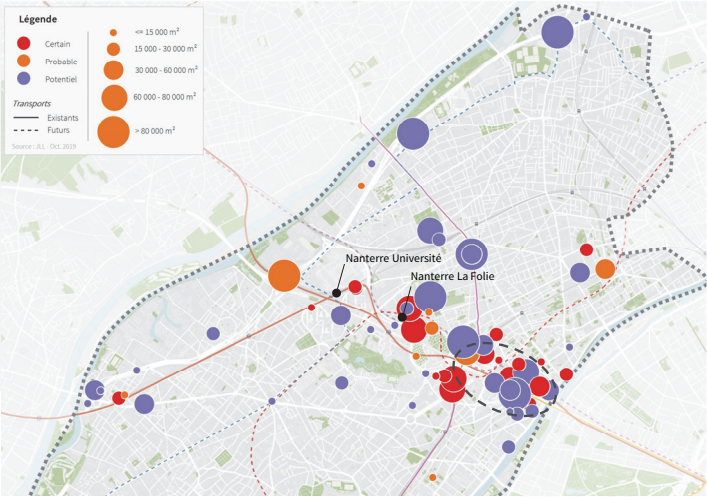 Légende
Certain
Probable
Potentiel
Transports
Existants
Futurs
<= 15 000 m²
15 000 - 30 000 m²
30 000 - 60 000 m²
60 000 - 80 000 m²
> 80 000 m²
Source : JLL - Oct. 2019
Nanterre Université
Nanterre La Folie